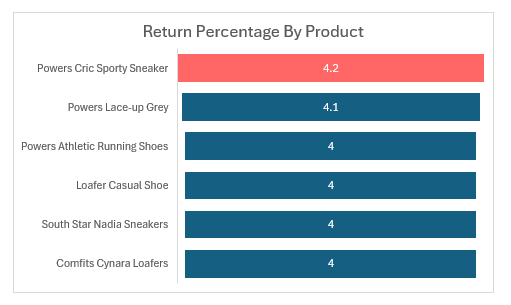 Return Percentage By Product
Powers Cric Sporty Sneaker 4.2
Powers Lace-up Grey 4.1
Powers Athletic Running Shoes 4
Loafer Casual Shoe 4
South Star Nadia Sneakers 4
Comfits Cynara Loafers 4